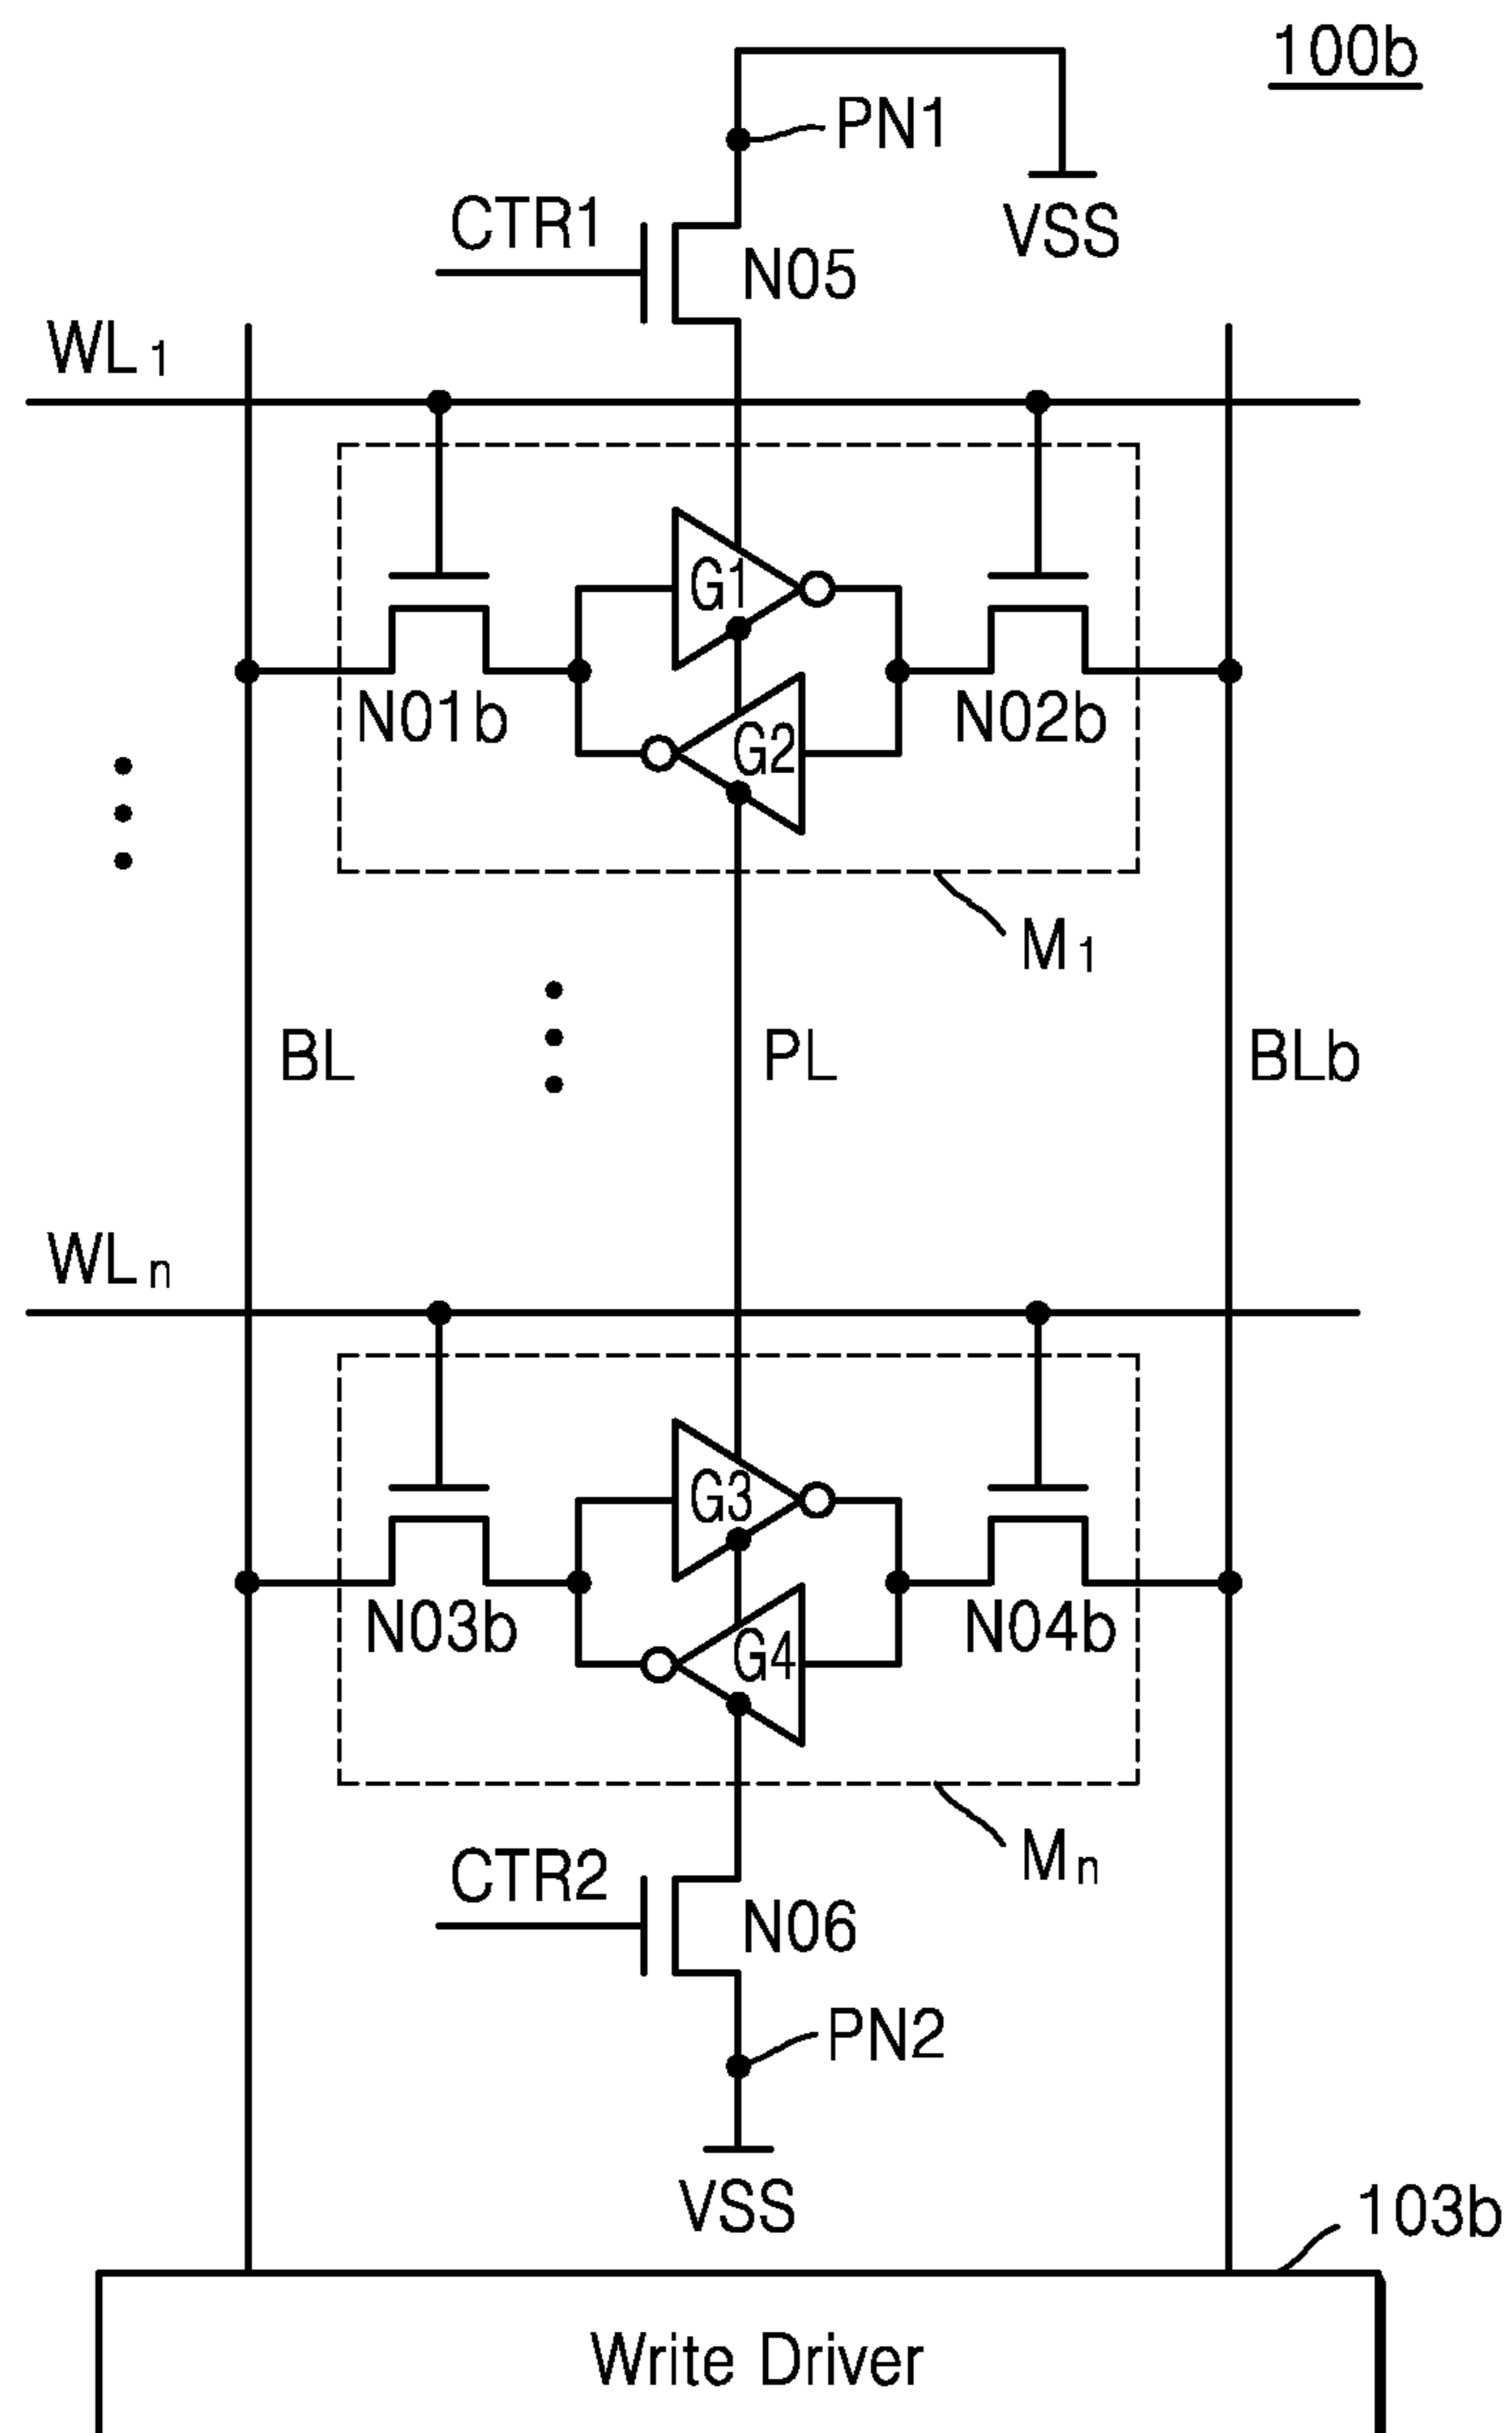 100b
PN1
CTR1
VSS
N05
WL1
G1
N01b
N02b
G2
M1
BL
PL
BLb
WLn
G3
N03b
N04b
G4
Mn
CTR2
N06
PN2
VSS
103b
Write Driver